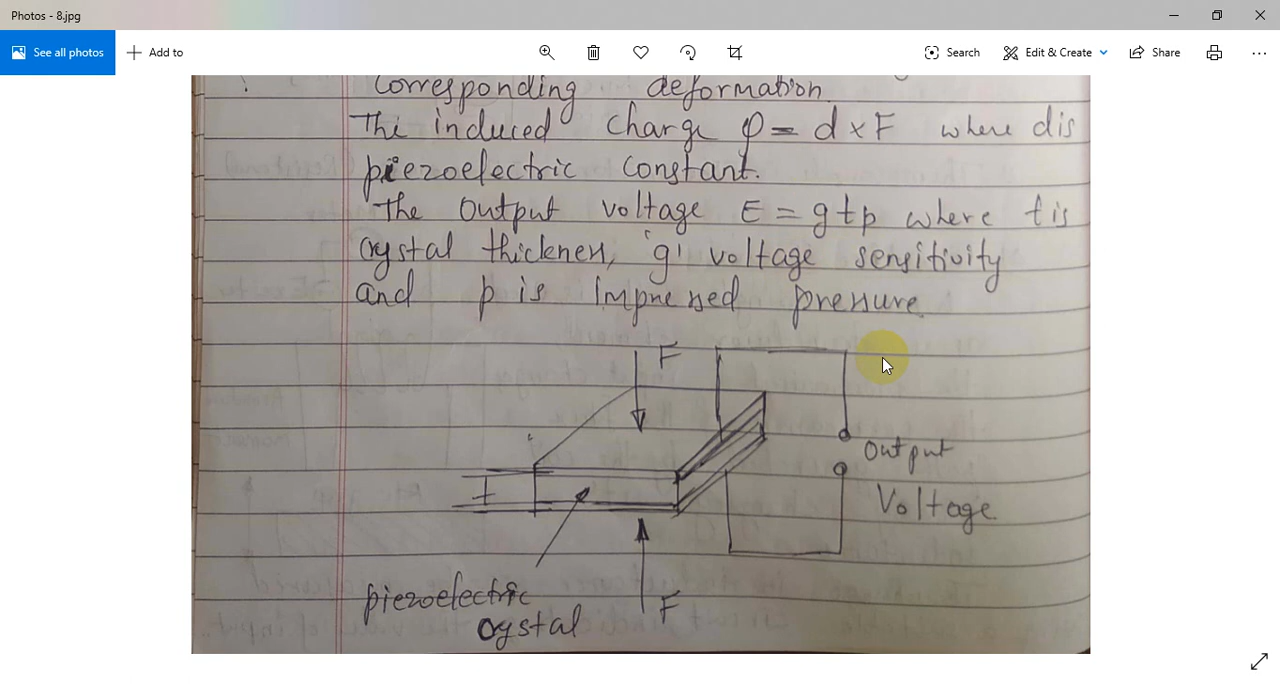 Photos - 8.jpg
See all photos
Add to
Search
Edit & Create
Share
corresponding deformation.
The induced charge φ = d x F where d is
piezoelectric constant.
The output voltage E = g t p where t is
crystal thickness, 'g' voltage sensitivity
and p is impressed pressure.
F
output
Voltage
t
piezoelectric
crystal
F